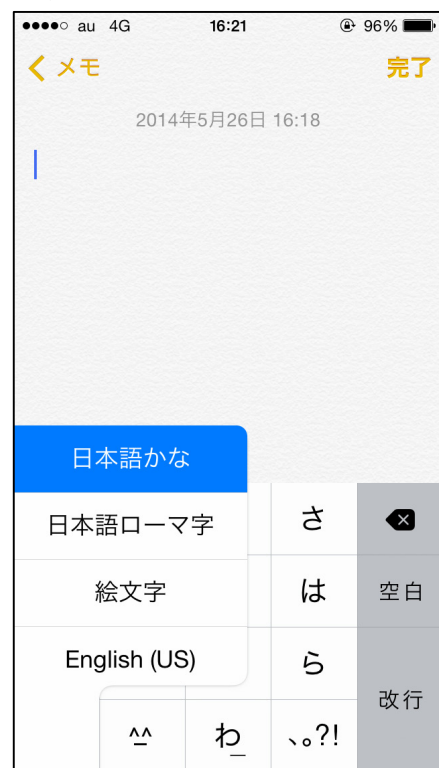 au 4G 16:21 96%
メモ 完了
2014年5月26日 16:18
日本語かな
日本語ローマ字 さ
絵文字 は 空白
English (US) ら
改行
^^ わ 、。?!